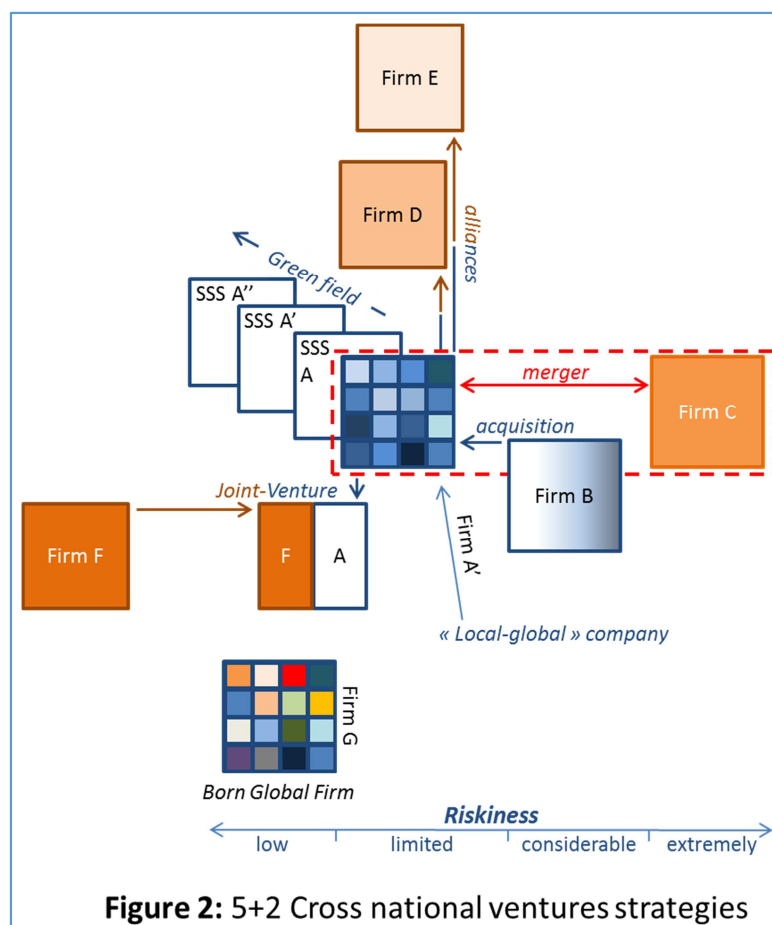 Firm E
Firm D
alliances
Green field
SSS A''
SSS A'
SSS
A
merger
Firm C
acquisition
Firm B
Joint-Venture
Firm F
F
A
Firm A'
« Local-global » company
Firm G
Born Global Firm
Riskiness
low
limited
considerable
extremely
Figure 2: 5+2 Cross national ventures strategies